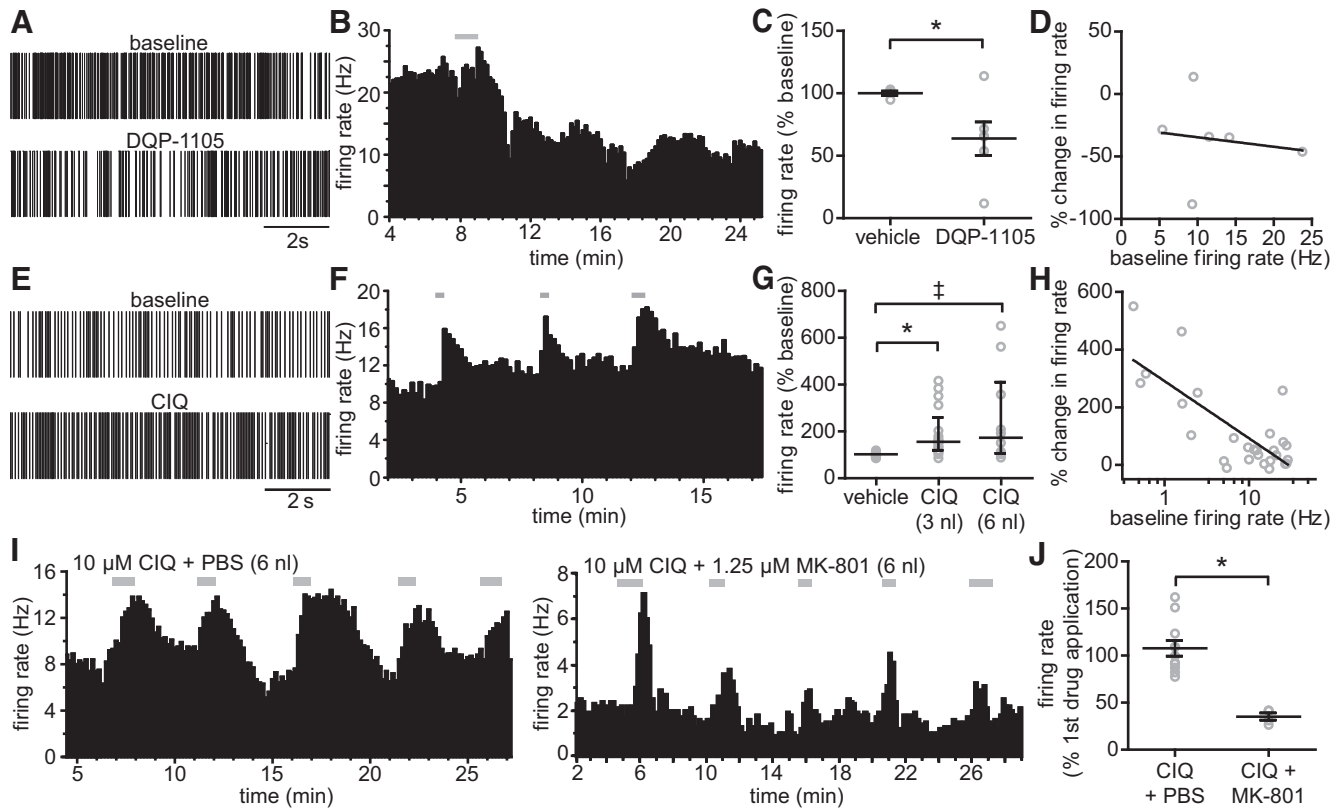 A
baseline
DQP-1105
2s
B
firing rate (Hz)
30
20
10
0
4 8 12 16 20 24
time (min)
C
firing rate (% baseline)
150
100
50
0
*
vehicle DQP-1105
D
% change in firing rate
50
0
-50
-100
0 5 10 15 20 25
baseline firing rate (Hz)
E
baseline
CIQ
2 s
F
firing rate (Hz)
20
16
12
8
4
0
5 10 15
time (min)
G
firing rate (% baseline)
800
600
400
200
0
‡
*
vehicle CIQ (3 nl) CIQ (6 nl)
H
% change in firing rate
600
400
200
0
1 10
baseline firing rate (Hz)
I
10 µM CIQ + PBS (6 nl)
firing rate (Hz)
16
12
8
4
0
5 10 15 20 25
time (min)
10 µM CIQ + 1.25 µM MK-801 (6 nl)
firing rate (Hz)
8
6
4
2
0
2 6 10 14 18 22 26
time (min)
J
firing rate
(% 1st drug application)
200
150
100
50
0
*
CIQ + PBS
CIQ + MK-801